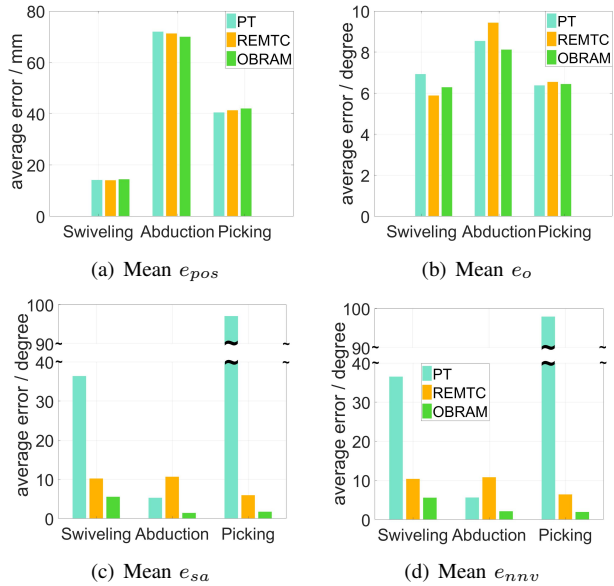 average error / mm
80
60
40
20
0
PT
REMTC
OBRAM
Swiveling Abduction Picking
(a) Mean e_pos
average error / degree
10
8
6
4
2
0
PT
REMTC
OBRAM
Swiveling Abduction Picking
(b) Mean e_o
average error / degree
100
90
40
30
20
10
0
~ ~ ~
~ ~ ~
Swiveling Abduction Picking
(c) Mean e_sa
average error / degree
100
90
40
30
20
10
0
~ ~ ~
~ ~ ~
PT
REMTC
OBRAM
Swiveling Abduction Picking
(d) Mean e_nnv